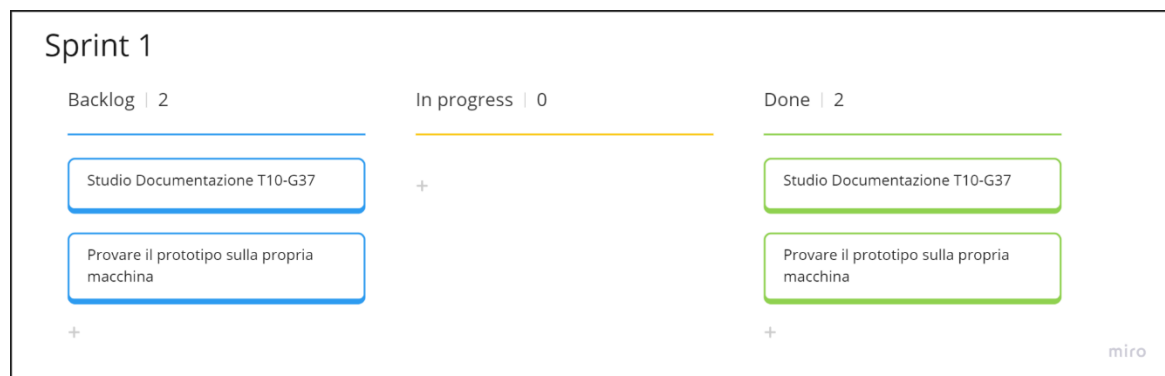 Sprint 1
Backlog | 2
In progress | 0
Done | 2
Studio Documentazione T10-G37
Provare il prototipo sulla propria
macchina
+
+
Studio Documentazione T10-G37
Provare il prototipo sulla propria
macchina
+
miro